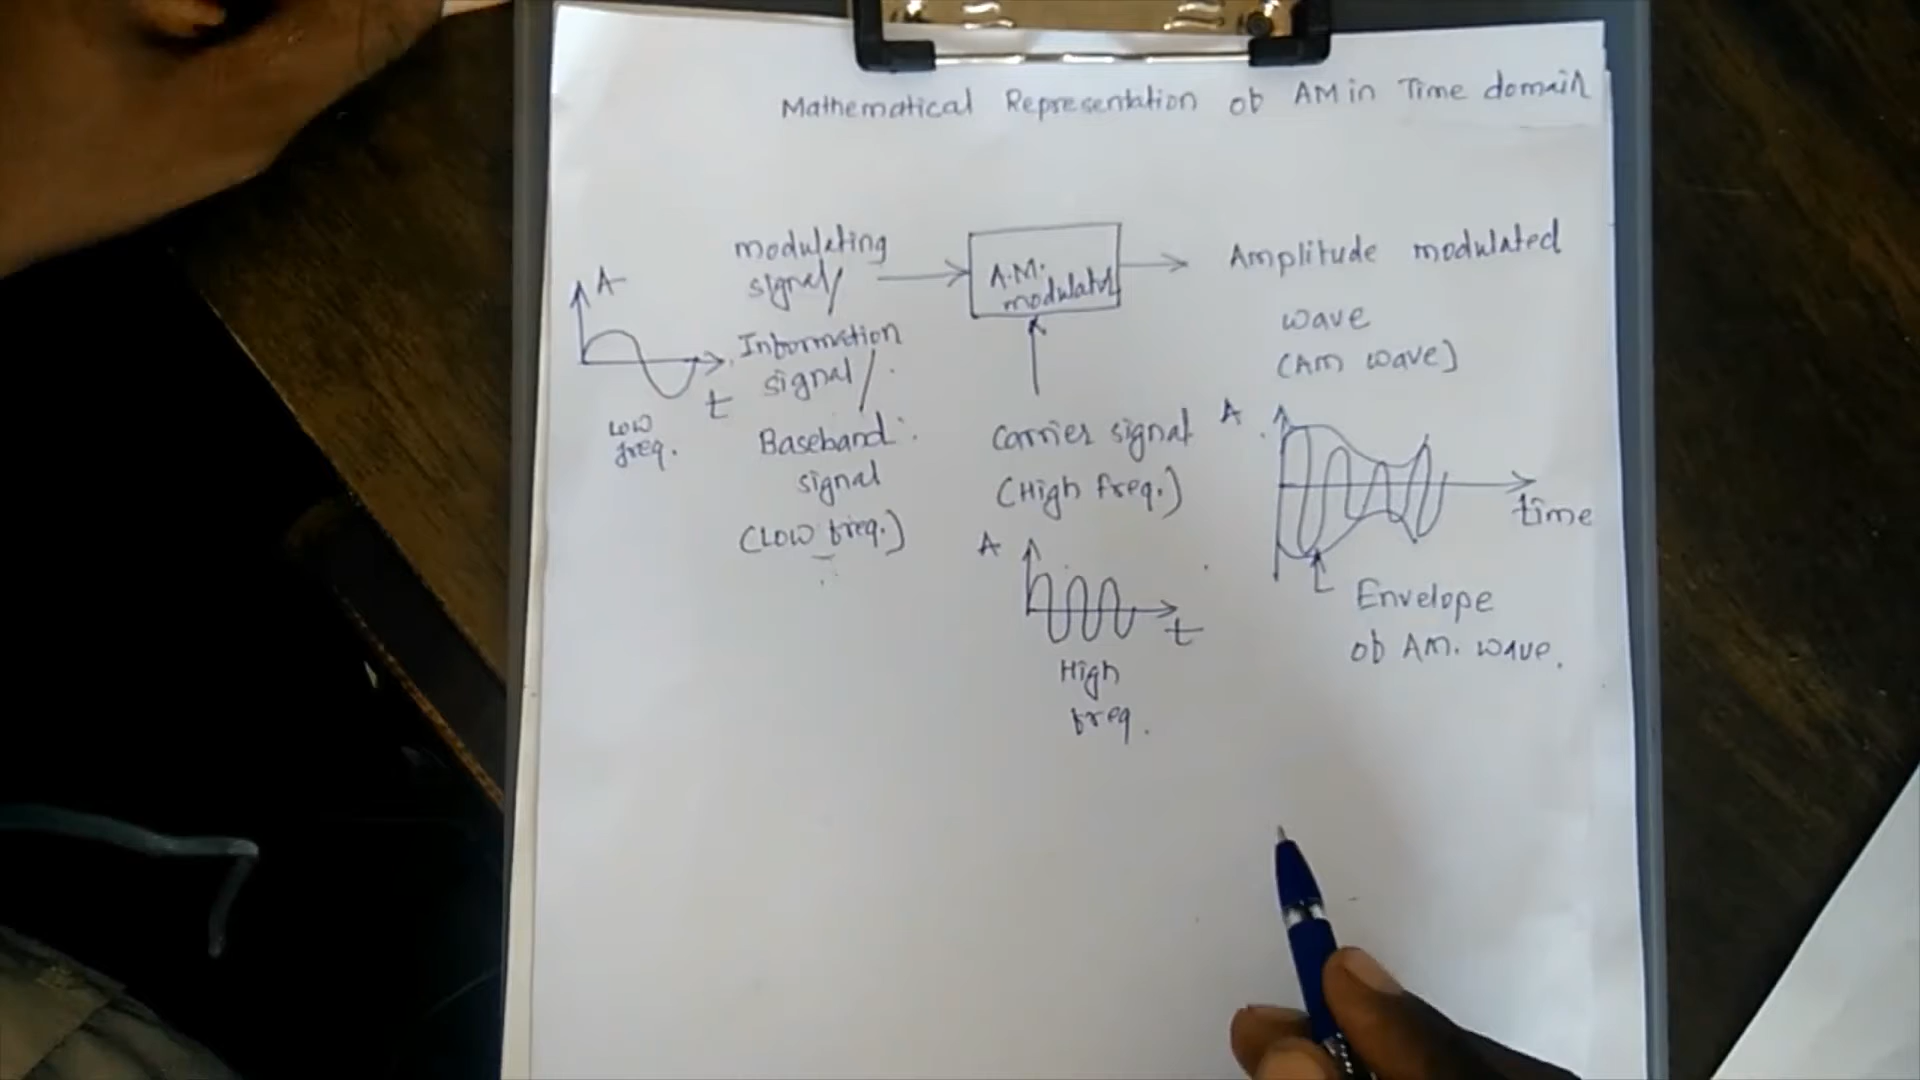 Mathematical Representation of AM in Time domain
modulating
signal/
Information
signal/
Baseband
signal
(Low freq.)
A
t
Low
freq.
A.M.
modulator
Carrier signal
(High freq.)
A
t
High
freq.
Amplitude modulated
wave
(AM wave)
A
time
Envelope
of AM. wave.